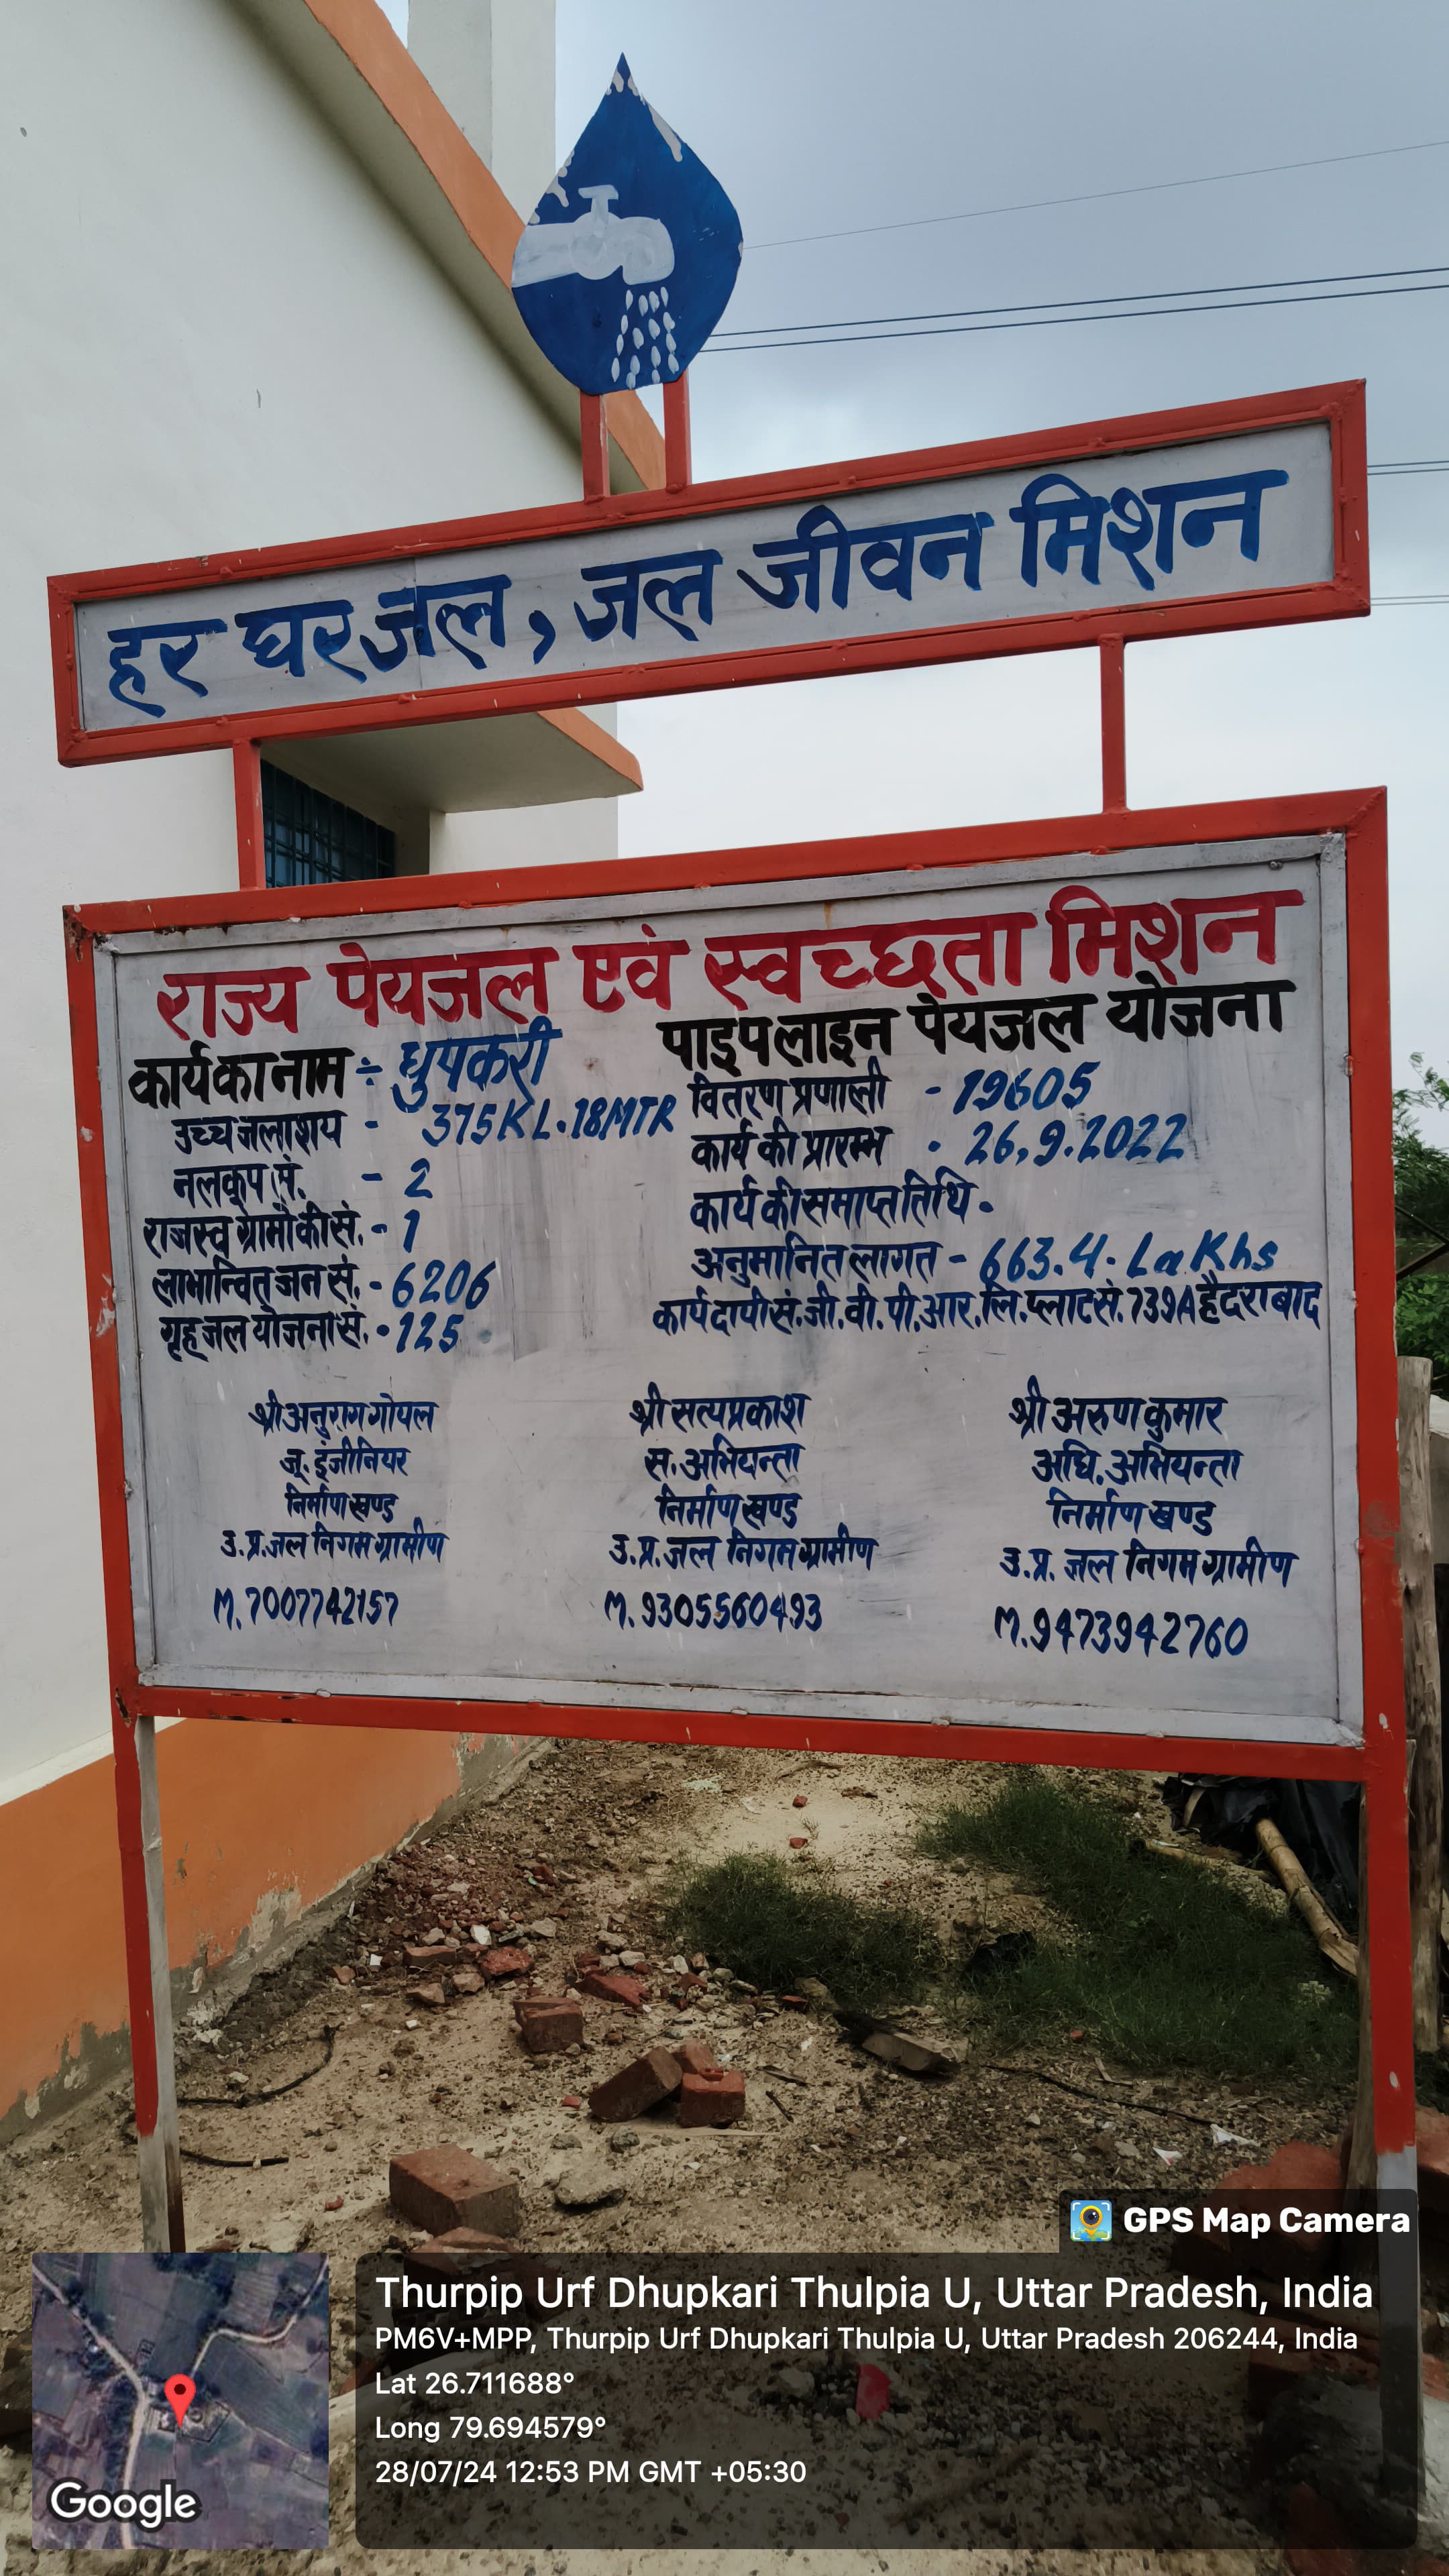 हर घर जल, जल जीवन मिशन
राज्य पेयजल एवं स्वच्छता मिशन
कार्य का नाम ÷ धुपकरी पाइपलाइन पेयजल योजना
उच्च जलाशय - 375KL.18MTR
नलकूप सं. - 2
राजस्व ग्रामो की सं. - 1
लाभान्वित जन सं. - 6206
गृह जल योजना सं. - 125
वितरण प्रणाली - 19605
कार्य की प्रारम्भ - 26.9.2022
कार्य की समाप्त तिथि -
अनुमानित लागत - 663.4. LaKhs
कार्यदायी सं. जी.वी.पी.आर.लि. प्लाट सं. 739A हैदराबाद
श्री अनुराग गोयल
जू. इंजीनियर
निर्माण खण्ड
उ.प्र.जल निगम ग्रामीण
M.7007742157
श्री सत्यप्रकाश
स. अभियन्ता
निर्माण खण्ड
उ.प्र. जल निगम ग्रामीण
M.9305560493
श्री अरुण कुमार
अधि. अभियन्ता
निर्माण खण्ड
उ.प्र. जल निगम ग्रामीण
M.9473942760
GPS Map Camera
Thurpip Urf Dhupkari Thulpia U, Uttar Pradesh, India
PM6V+MPP, Thurpip Urf Dhupkari Thulpia U, Uttar Pradesh 206244, India
Lat 26.711688°
Long 79.694579°
28/07/24 12:53 PM GMT +05:30
Google